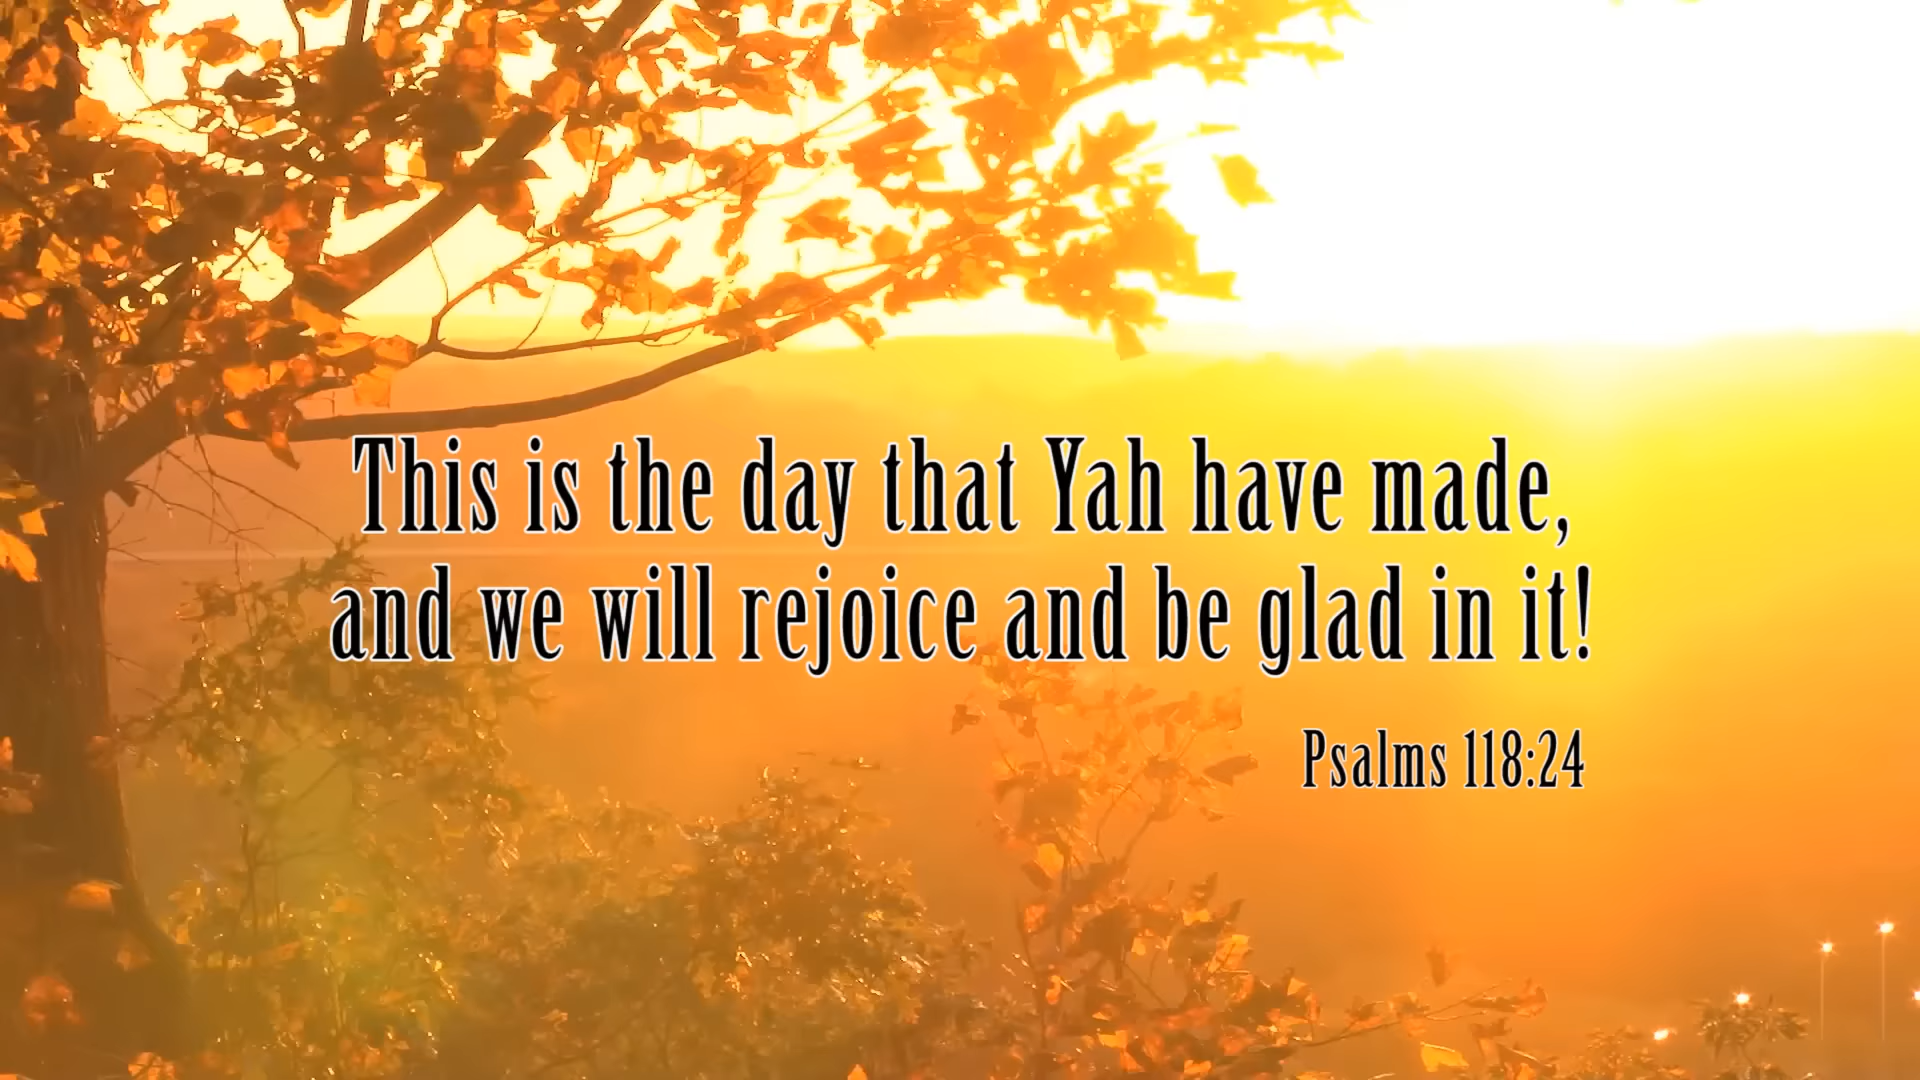 This is the day that Yah have made,
and we will rejoice and be glad in it!
Psalms 118:24